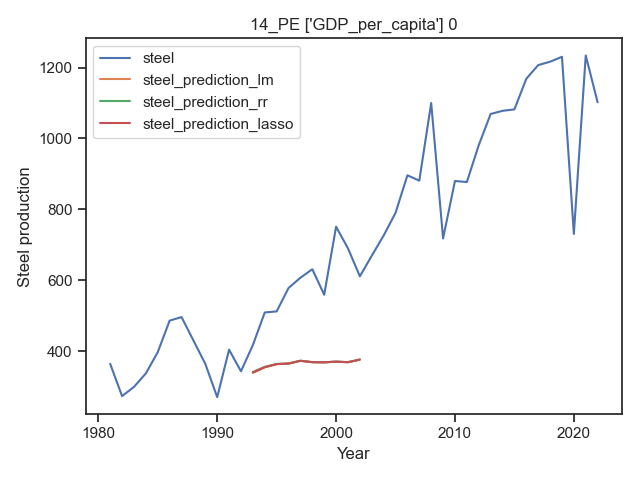 14_PE ['GDP_per_capita'] 0
steel
steel_prediction_lm
steel_prediction_rr
steel_prediction_lasso
Steel production
1200
1000
800
600
400
1980
1990
2000
2010
2020
Year